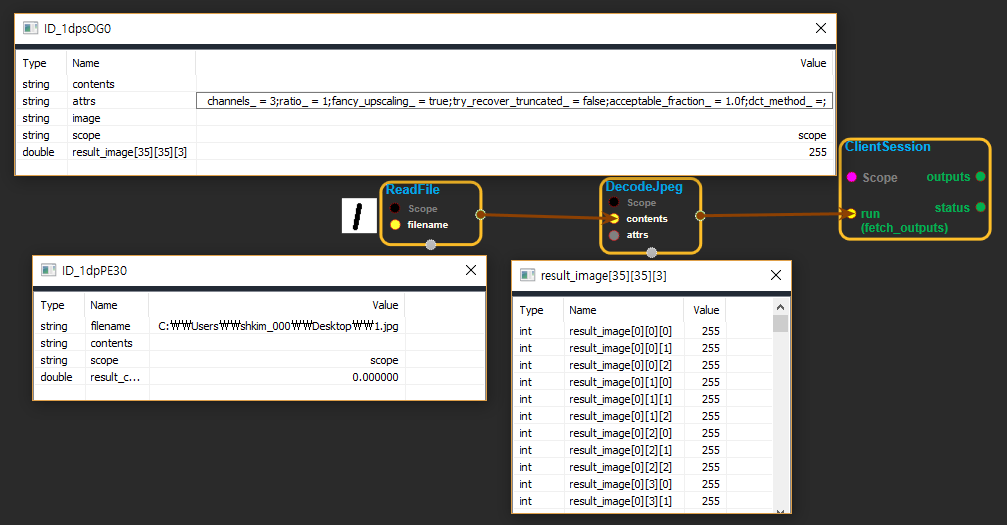 ID_1dpsOG0
Type Name Value
string contents
string attrs channels_ = 3;ratio_ = 1;fancy_upscaling_ = true;try_recover_truncated_ = false;acceptable_fraction_ = 1.0f;dct_method_ =;
string image
string scope scope
double result_image[35][35][3] 255
ReadFile
Scope
filename
DecodeJpeg
Scope
contents
attrs
ClientSession
Scope outputs
status
run
(fetch_outputs)
ID_1dpPE30
Type Name Value
string filename C:₩₩Users₩₩shkim_000₩₩Desktop₩₩1.jpg
string contents
string scope scope
double result_c... 0.000000
result_image[35][35][3]
Type Name Value
int result_image[0][0][0] 255
int result_image[0][0][1] 255
int result_image[0][0][2] 255
int result_image[0][1][0] 255
int result_image[0][1][1] 255
int result_image[0][1][2] 255
int result_image[0][2][0] 255
int result_image[0][2][1] 255
int result_image[0][2][2] 255
int result_image[0][3][0] 255
int result_image[0][3][1] 255